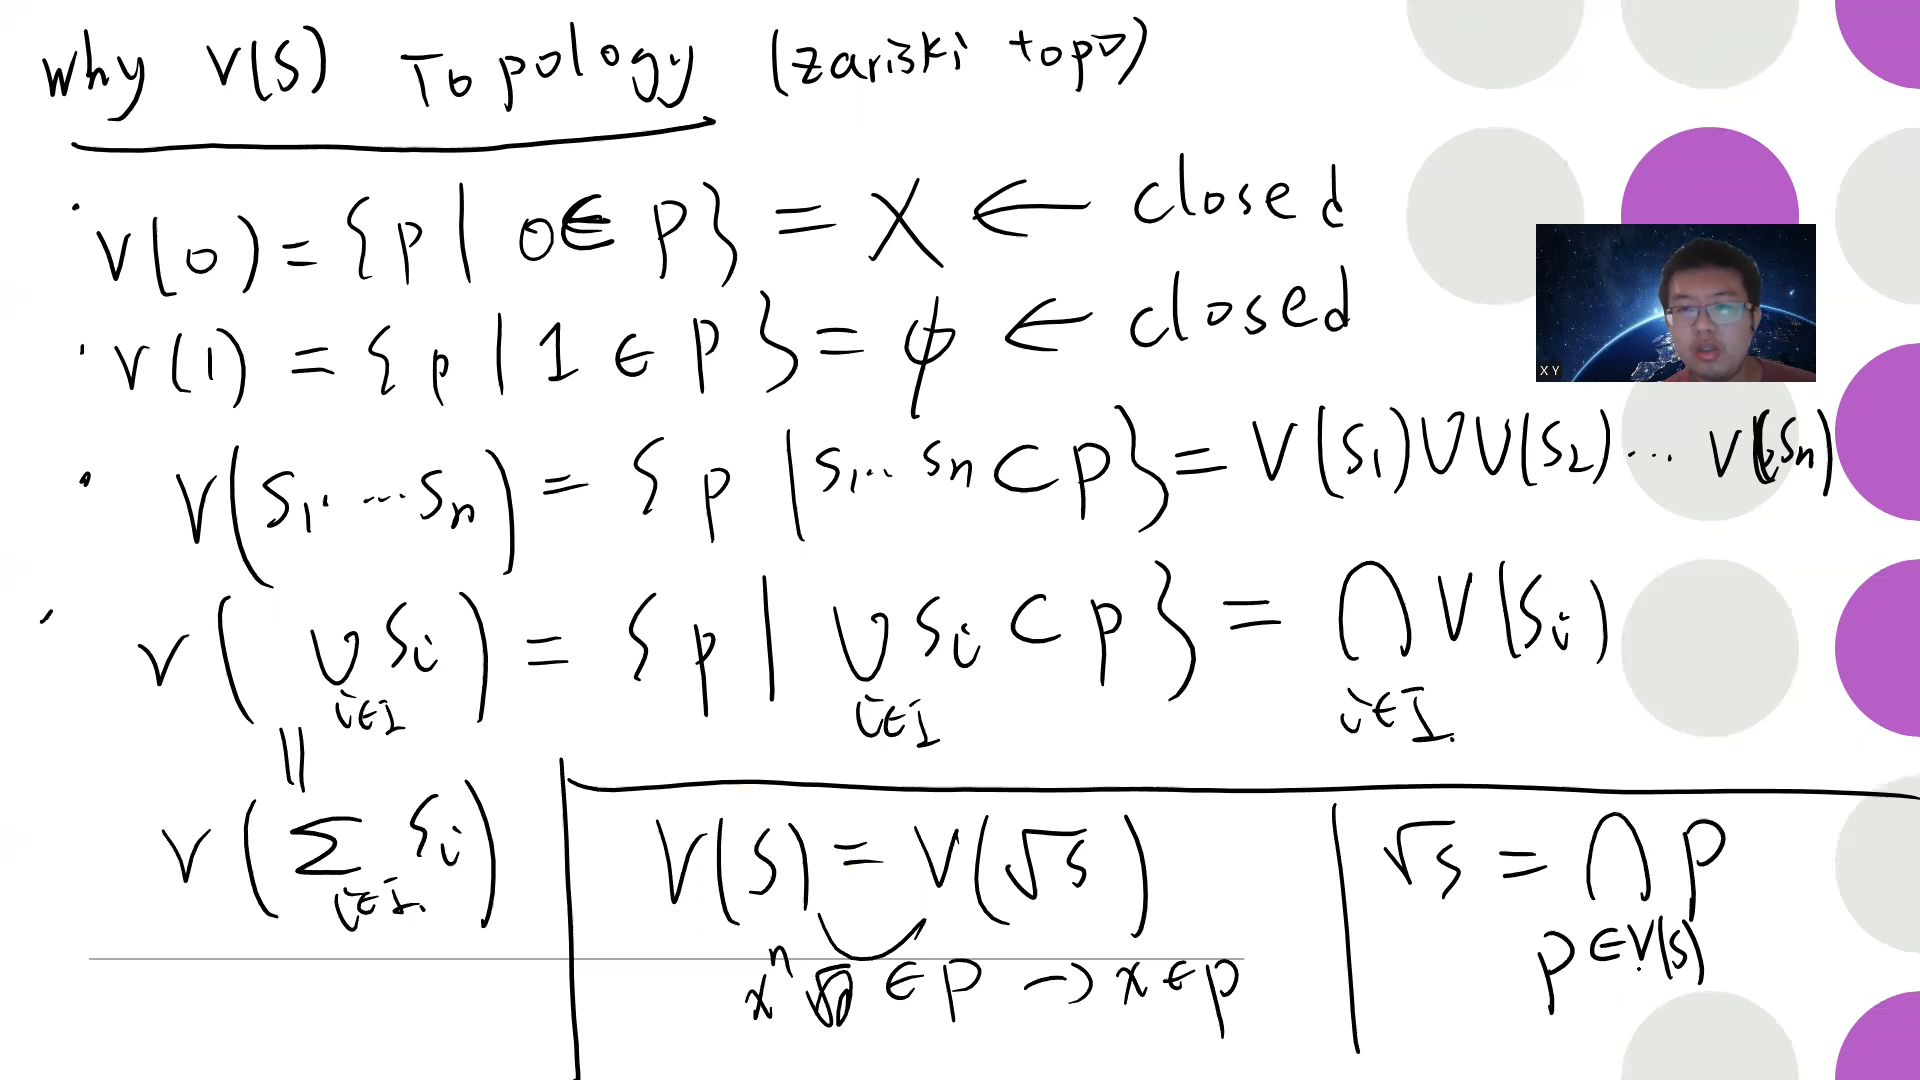 Why V(S) Topology (Zariski topo)
· V(0) = { p | 0 ∈ p } = X ← closed
· V(1) = { p | 1 ∈ p } = ϕ ← closed
· V(S₁. ... Sₙ) = { p | S₁... Sₙ ⊂ p } = V(S₁) ∪ V(S₂) ... V(Sₙ)
· V( ∪ Sᵢ ) = { p | ∪ Sᵢ ⊂ p } = ∩ V(Sᵢ)
i∈I i∈I i∈I.
||
V( Σ Sᵢ )
i∈I.
V(S) = V(√S)
xⁿ ∈ p → x ∈ p
√S = ∩ p
p ∈ V(S)
X Y